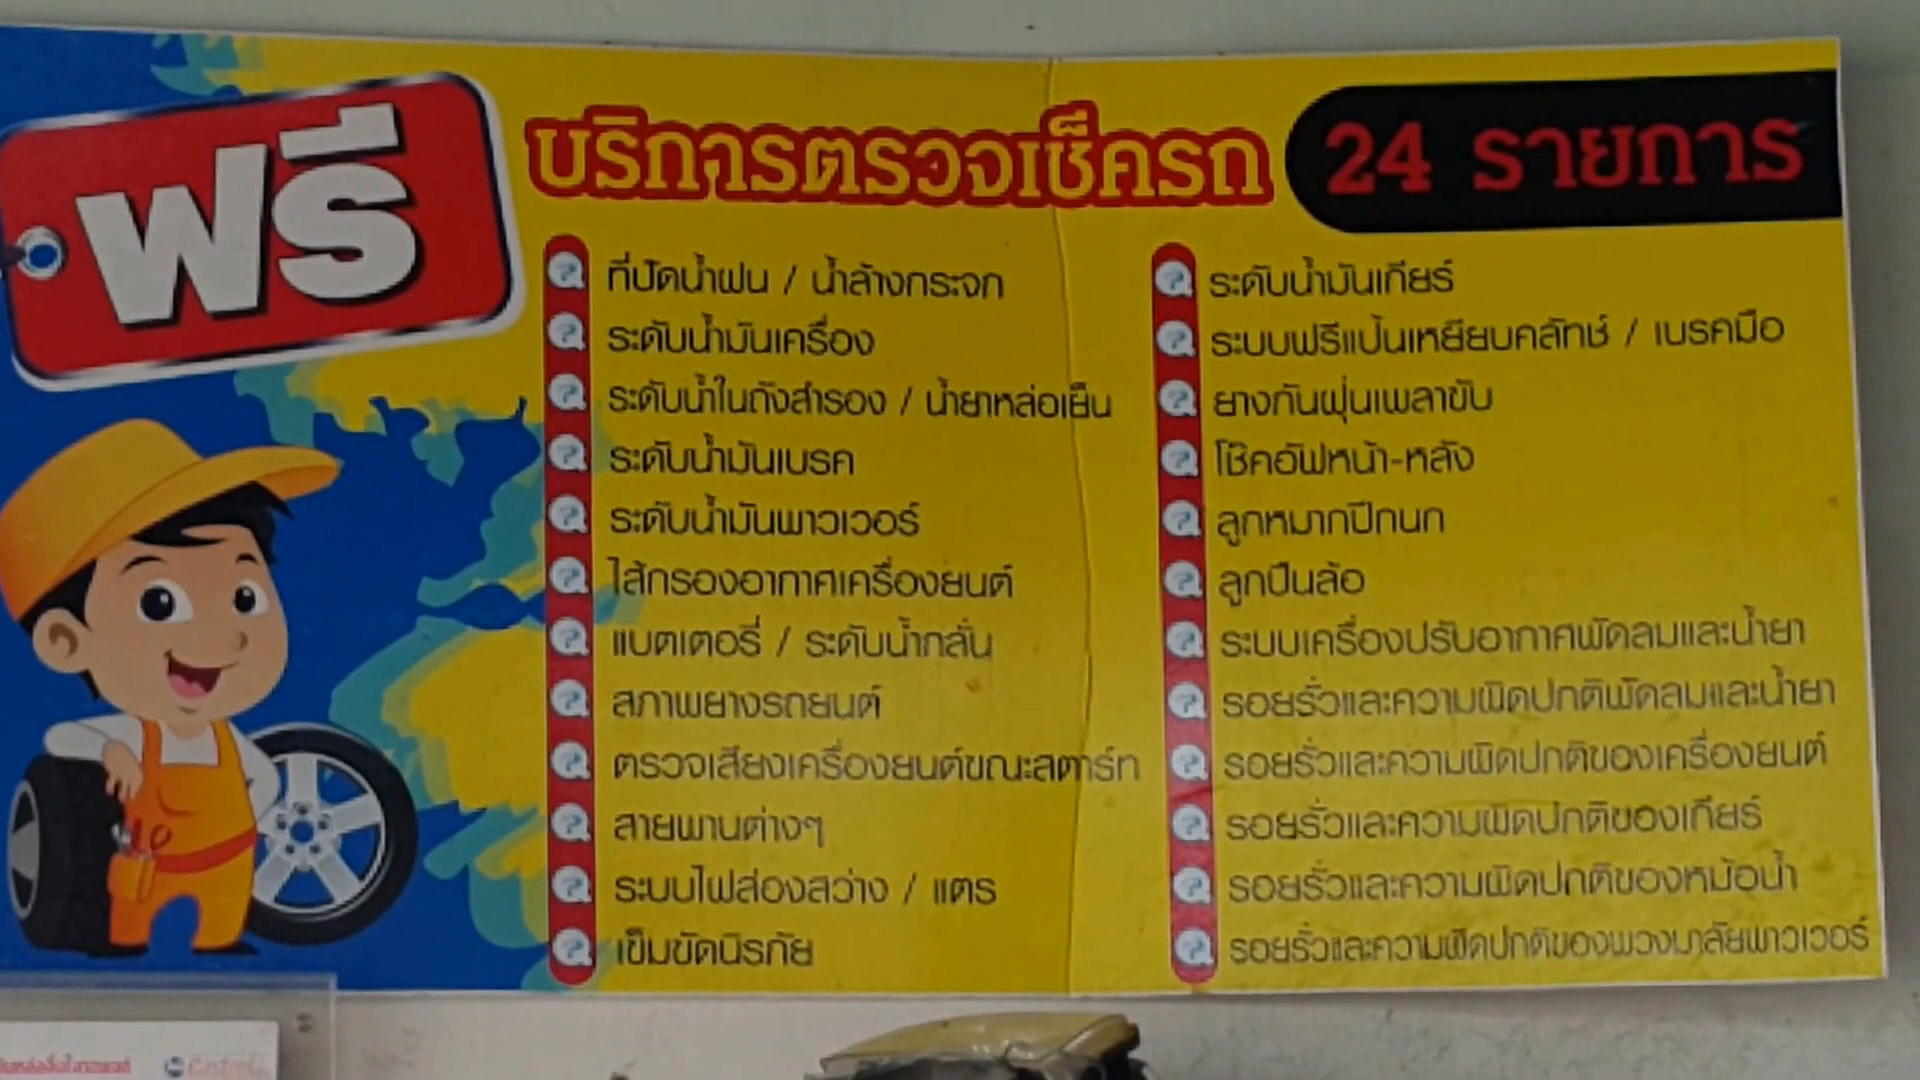 ฟรี
บริการตรวจเช็ครถ 24 รายการ
ที่ปัดน้ำฝน / น้ำล้างกระจก
ระดับน้ำมันเครื่อง
ระดับน้ำในถังสำรอง / น้ำยาหล่อเย็น
ระดับน้ำมันเบรค
ระดับน้ำมันพาวเวอร์
ไส้กรองอากาศเครื่องยนต์
แบตเตอรี่ / ระดับน้ำกลั่น
สภาพยางรถยนต์
ตรวจเสียงเครื่องยนต์ขณะสตาร์ท
สายพานต่างๆ
ระบบไฟส่องสว่าง / แตร
เข็มขัดนิรภัย
ระดับน้ำมันเกียร์
ระบบฟรีแป้นเหยียบคลัทช์ / เบรคมือ
ยางกันฝุ่นเพลาขับ
โช๊คอัฟหน้า-หลัง
ลูกหมากปีกนก
ลูกปืนล้อ
ระบบเครื่องปรับอากาศพัดลมและน้ำยา
รอยรั่วและความผิดปกติพัดลมและน้ำยา
รอยรั่วและความผิดปกติของเครื่องยนต์
รอยรั่วและความผิดปกติของเกียร์
รอยรั่วและความผิดปกติของหม้อน้ำ
รอยรั่วและความผิดปกติของพวงมาลัยพาวเวอร์